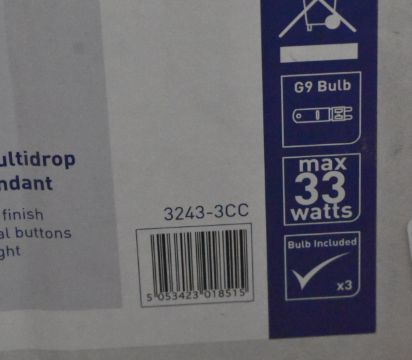 ultidrop
ndant
finish
al buttons
ght
3243-3CC
5 053423 018515
G9 Bulb
max
33
watts
Bulb Included
x3